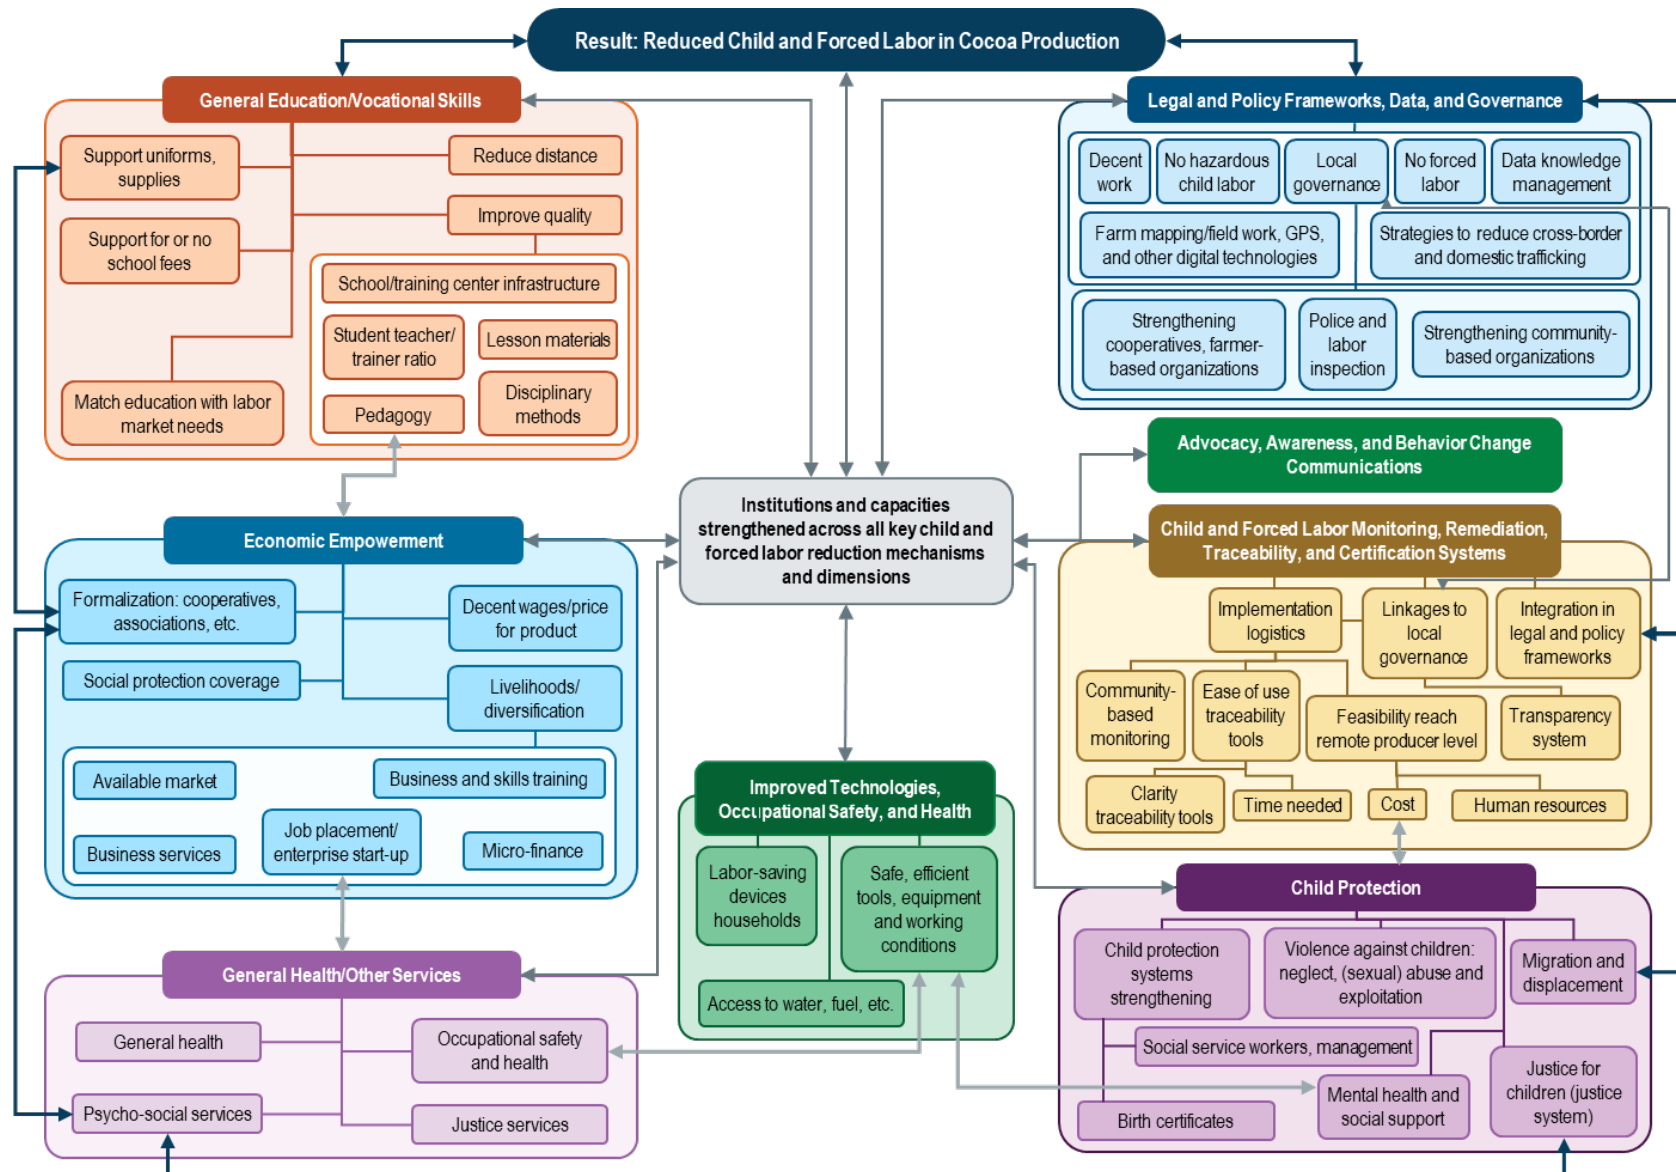 Result: Reduced Child and Forced Labor in Cocoa Production
General Education/Vocational Skills
Support uniforms,
supplies
Reduce distance
Improve quality
Support for or no
school fees
School/training center infrastructure
Student teacher/
trainer ratio
Lesson materials
Match education with labor
market needs
Pedagogy
Disciplinary
methods
Legal and Policy Frameworks, Data, and Governance
Decent
work
No hazardous
child labor
Local
governance
No forced
labor
Data knowledge
management
Farm mapping/field work, GPS,
and other digital technologies
Strategies to reduce cross-border
and domestic trafficking
Strengthening
cooperatives, farmer-
based organizations
Police and
labor
inspection
Strengthening community-
based organizations
Advocacy, Awareness, and Behavior Change
Communications
Institutions and capacities
strengthened across all key child and
forced labor reduction mechanisms
and dimensions
Economic Empowerment
Formalization: cooperatives,
associations, etc.
Decent wages/price
for product
Social protection coverage
Livelihoods/
diversification
Available market
Business and skills training
Business services
Job placement/
enterprise start-up
Micro-finance
Child and Forced Labor Monitoring, Remediation,
Traceability, and Certification Systems
Implementation
logistics
Linkages to
local
governance
Integration in
legal and policy
frameworks
Community-
based
monitoring
Ease of use
traceability
tools
Feasibility reach
remote producer level
Transparency
system
Clarity
traceability tools
Time needed
Cost
Human resources
Improved Technologies,
Occupational Safety, and Health
Labor-saving
devices
households
Safe, efficient
tools, equipment
and working
conditions
Access to water, fuel, etc.
General Health/Other Services
General health
Occupational safety
and health
Psycho-social services
Justice services
Child Protection
Child protection
systems
strengthening
Violence against children:
neglect, (sexual) abuse and
exploitation
Migration and
displacement
Social service workers, management
Birth certificates
Mental health and
social support
Justice for
children (justice
system)